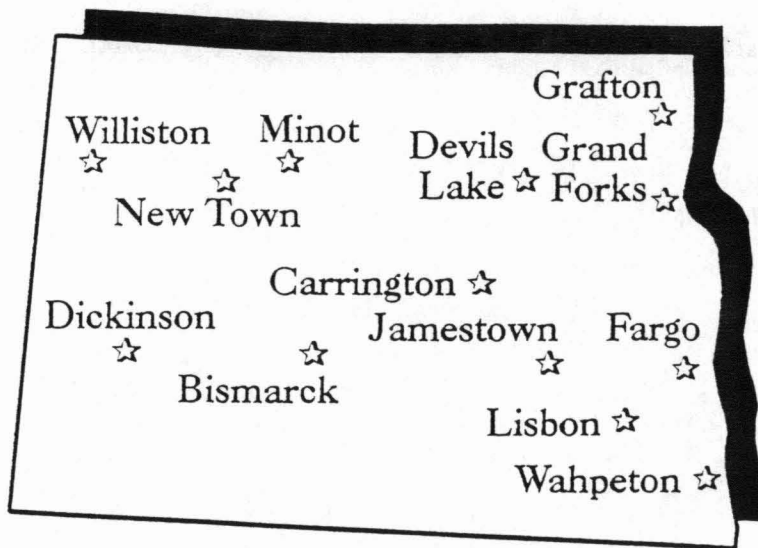 Grafton
Williston Minot
Devils Grand
Lake Forks
New Town
Carrington
Dickinson Jamestown Fargo
Bismarck
Lisbon
Wahpeton